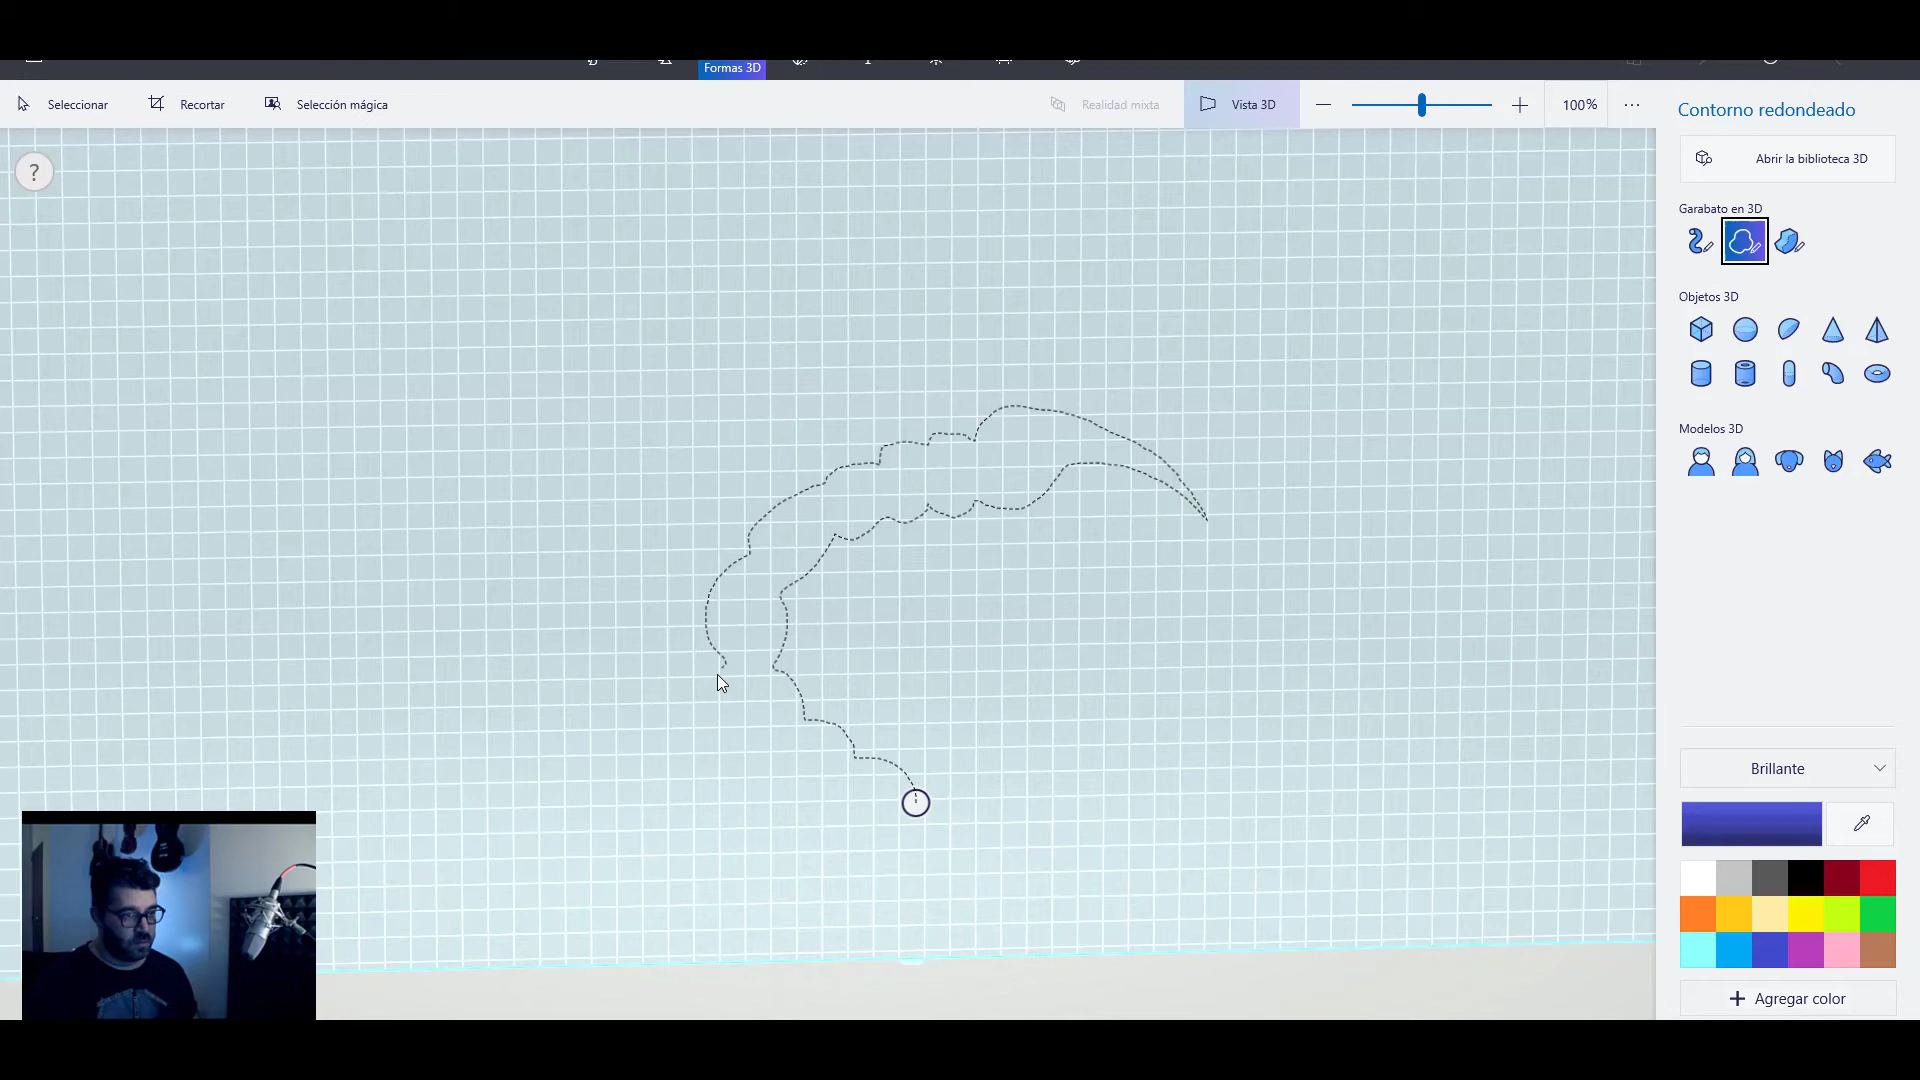 Formas 3D
Seleccionar
Recortar
Selección mágica
Realidad mixta
Vista 3D
100%
Contorno redondeado
?
Abrir la biblioteca 3D
Garabato en 3D
Objetos 3D
Modelos 3D
Brillante
Agregar color